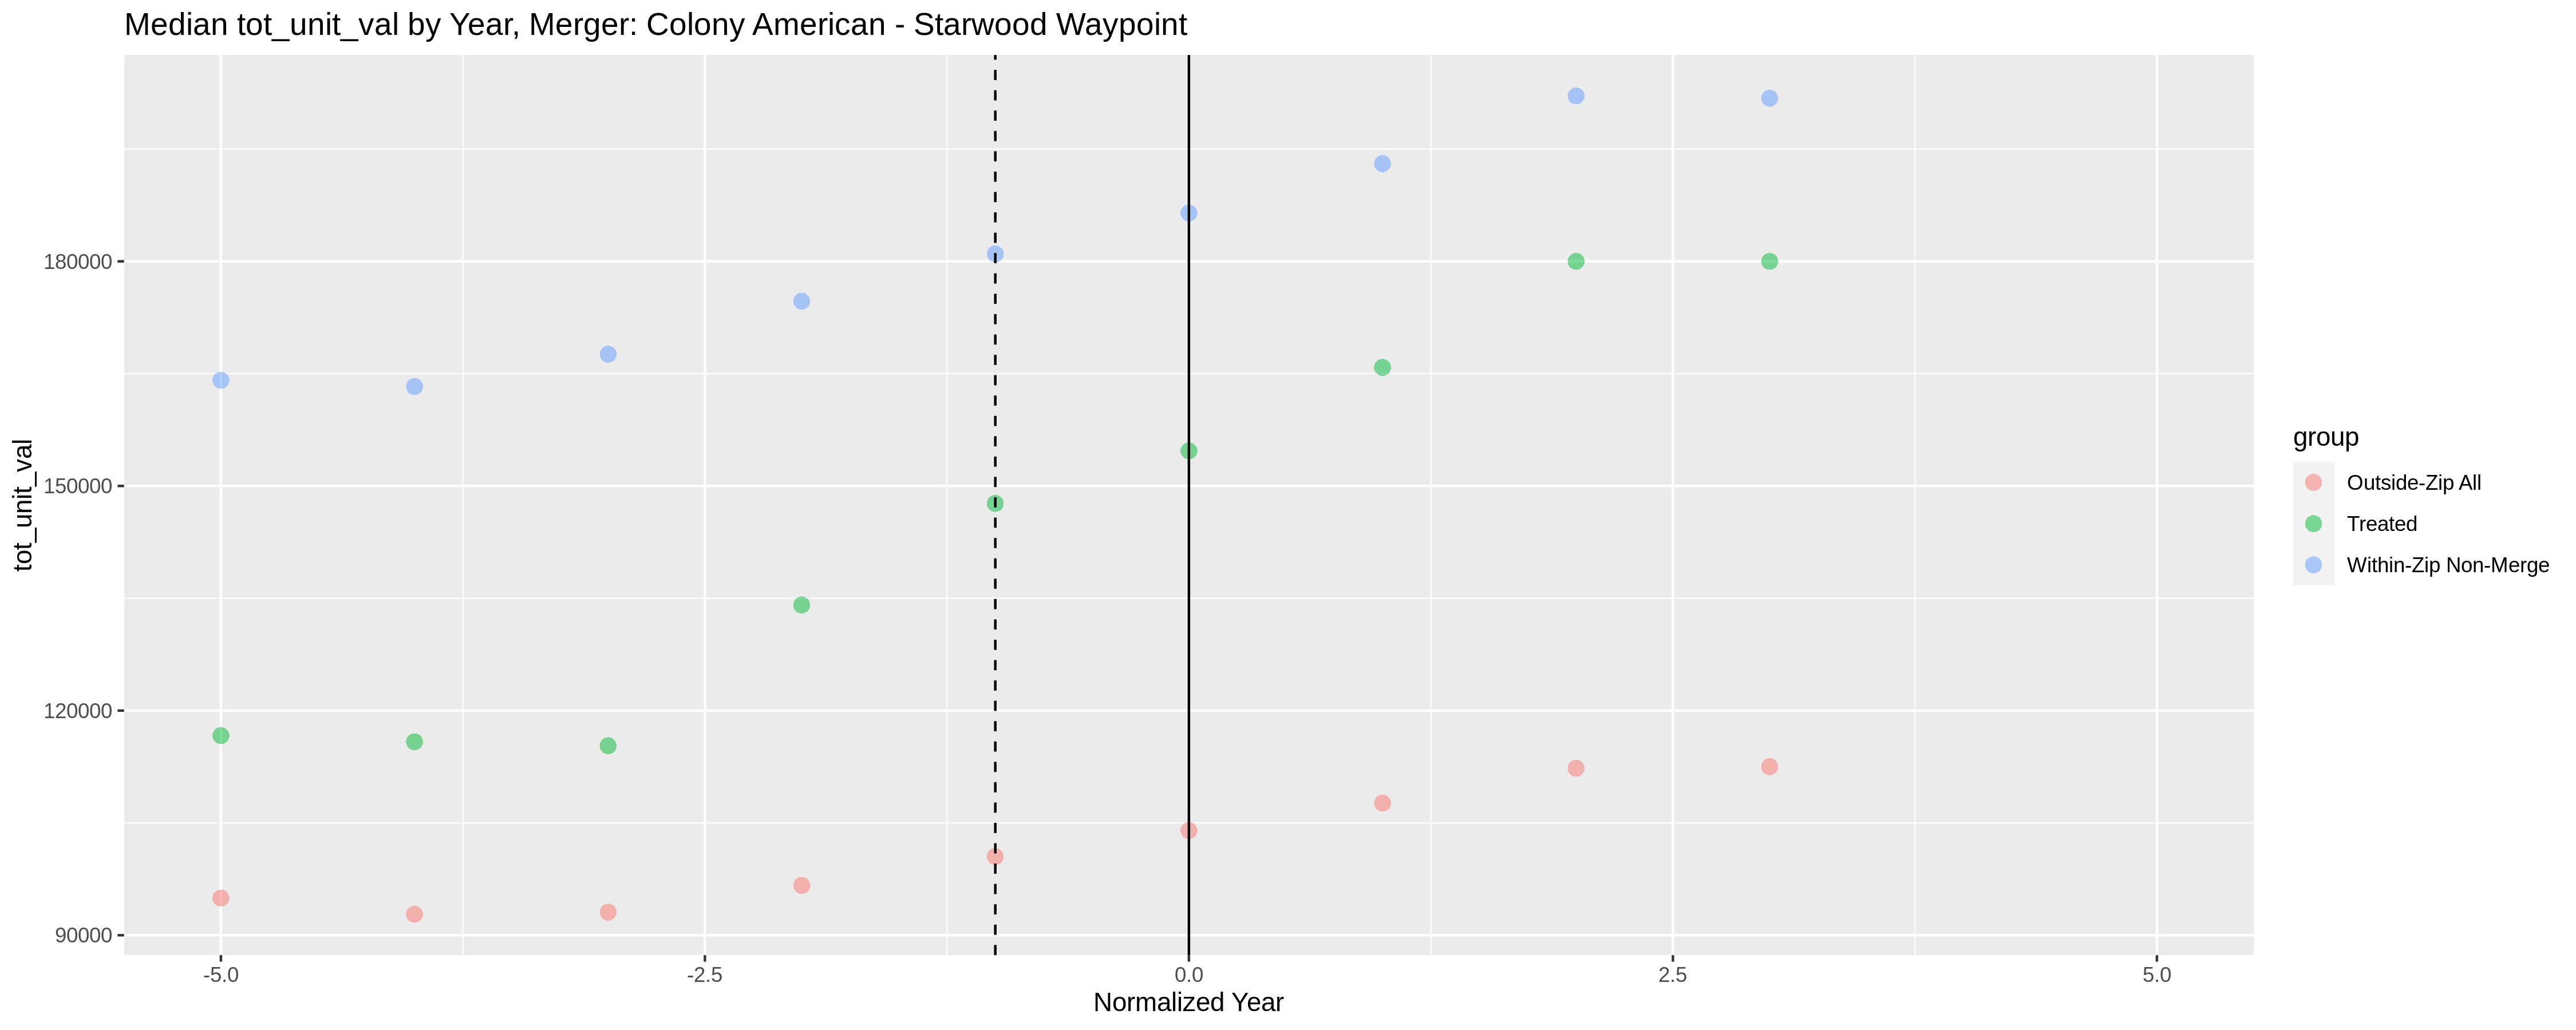 Median tot_unit_val by Year, Merger: Colony American - Starwood Waypoint
tot_unit_val
180000
150000
120000
90000
-5.0
-2.5
0.0
2.5
5.0
Normalized Year
group
Outside-Zip All
Treated
Within-Zip Non-Merge